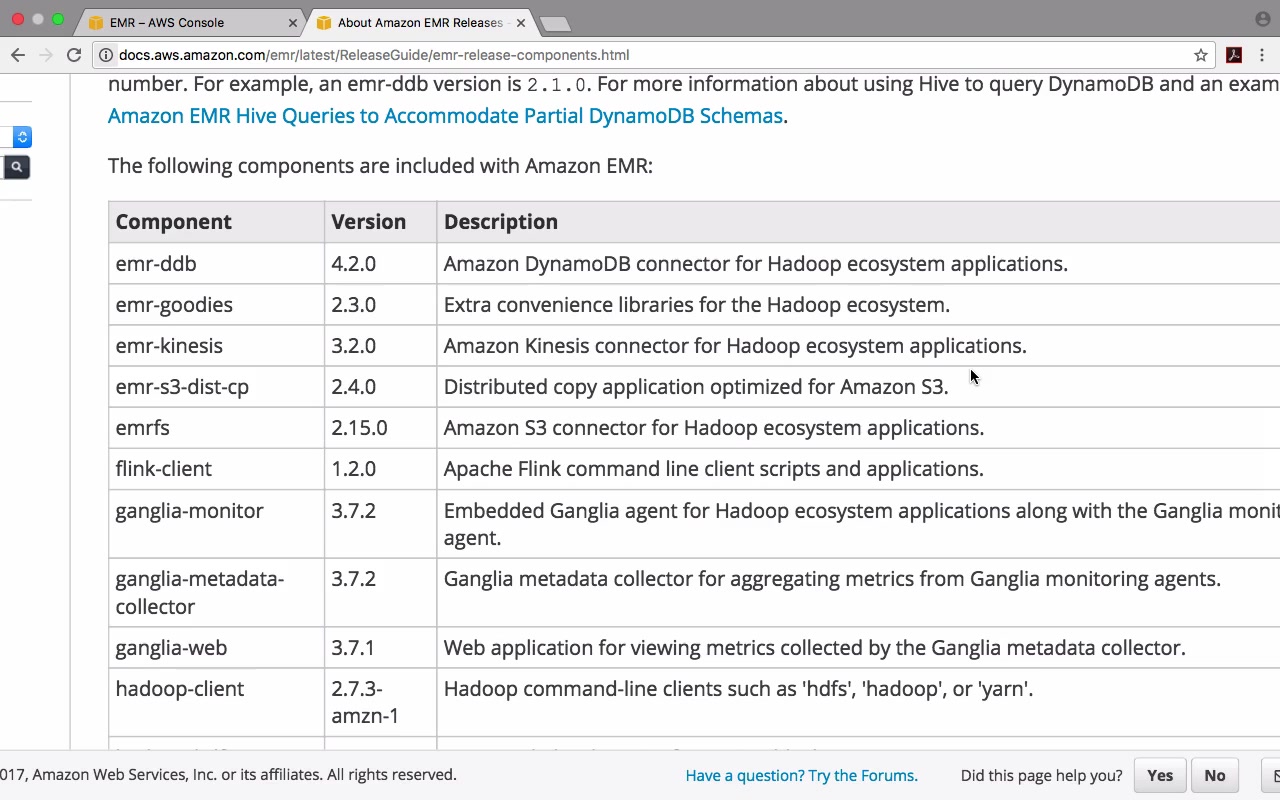 EMR – AWS Console
About Amazon EMR Releases -
docs.aws.amazon.com/emr/latest/ReleaseGuide/emr-release-components.html
number. For example, an emr-ddb version is 2.1.0. For more information about using Hive to query DynamoDB and an exam
Amazon EMR Hive Queries to Accommodate Partial DynamoDB Schemas.
The following components are included with Amazon EMR:
Component Version Description
emr-ddb 4.2.0 Amazon DynamoDB connector for Hadoop ecosystem applications.
emr-goodies 2.3.0 Extra convenience libraries for the Hadoop ecosystem.
emr-kinesis 3.2.0 Amazon Kinesis connector for Hadoop ecosystem applications.
emr-s3-dist-cp 2.4.0 Distributed copy application optimized for Amazon S3.
emrfs 2.15.0 Amazon S3 connector for Hadoop ecosystem applications.
flink-client 1.2.0 Apache Flink command line client scripts and applications.
ganglia-monitor 3.7.2 Embedded Ganglia agent for Hadoop ecosystem applications along with the Ganglia monit
agent.
ganglia-metadata- 3.7.2 Ganglia metadata collector for aggregating metrics from Ganglia monitoring agents.
collector
ganglia-web 3.7.1 Web application for viewing metrics collected by the Ganglia metadata collector.
hadoop-client 2.7.3- Hadoop command-line clients such as 'hdfs', 'hadoop', or 'yarn'.
amzn-1
017, Amazon Web Services, Inc. or its affiliates. All rights reserved. Have a question? Try the Forums. Did this page help you? Yes No